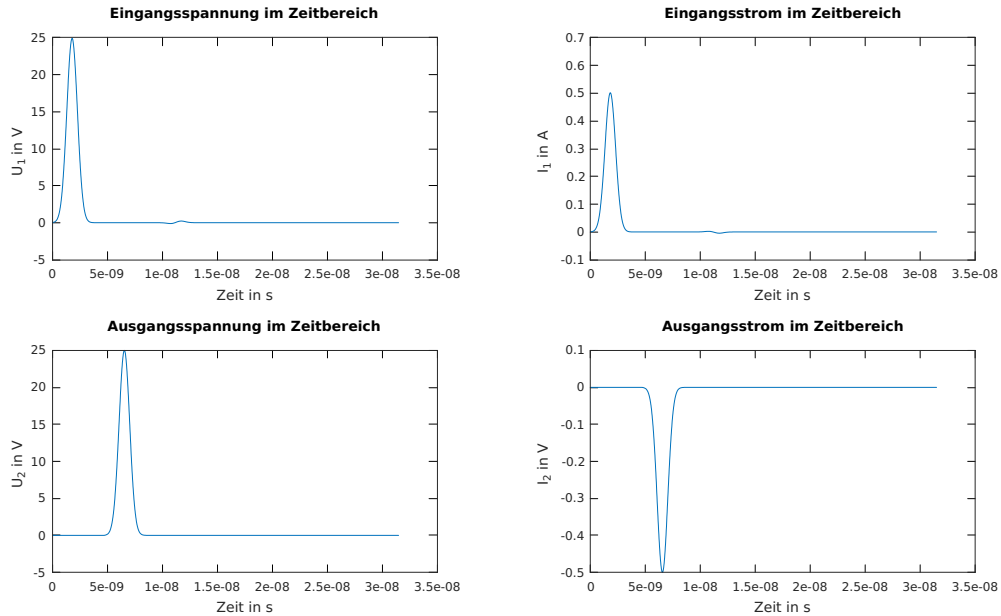 Eingangsspannung im Zeitbereich
25
20
15
10
5
0
-5
U1 in V
0 5e-09 1e-08 1.5e-08 2e-08 2.5e-08 3e-08 3.5e-08
Zeit in s
Eingangsstrom im Zeitbereich
0.7
0.6
0.5
0.4
0.3
0.2
0.1
0
-0.1
I1 in A
0 5e-09 1e-08 1.5e-08 2e-08 2.5e-08 3e-08 3.5e-08
Zeit in s
Ausgangsspannung im Zeitbereich
25
20
15
10
5
0
-5
U2 in V
0 5e-09 1e-08 1.5e-08 2e-08 2.5e-08 3e-08 3.5e-08
Zeit in s
Ausgangsstrom im Zeitbereich
0.1
0
-0.1
-0.2
-0.3
-0.4
-0.5
I2 in V
0 5e-09 1e-08 1.5e-08 2e-08 2.5e-08 3e-08 3.5e-08
Zeit in s